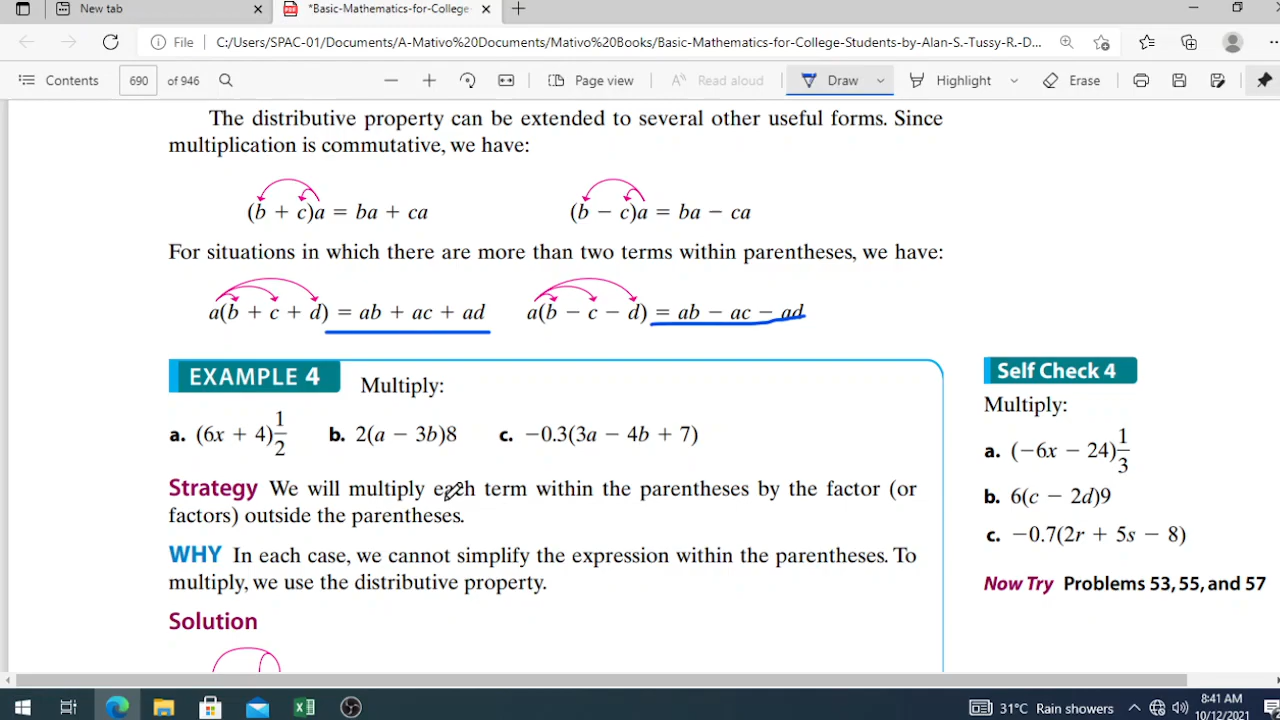 New tab
*Basic-Mathematics-for-College-
File
C:/Users/SPAC-01/Documents/A-Mativo%20Documents/Mativo%20Books/Basic-Mathematics-for-College-Students-by-Alan-S.-Tussy-R.-D...
Contents
690
of 946
Page view
Read aloud
Draw
Highlight
Erase
The distributive property can be extended to several other useful forms. Since
multiplication is commutative, we have:
(b + c)a = ba + ca
(b − c)a = ba − ca
For situations in which there are more than two terms within parentheses, we have:
a(b + c + d) = ab + ac + ad
a(b − c − d) = ab − ac − ad
EXAMPLE 4 Multiply:
a. (6x + 4)1/2 b. 2(a − 3b)8 c. −0.3(3a − 4b + 7)
Strategy We will multiply each term within the parentheses by the factor (or
factors) outside the parentheses.
WHY In each case, we cannot simplify the expression within the parentheses. To
multiply, we use the distributive property.
Solution
Self Check 4
Multiply:
a. (−6x − 24)1/3
b. 6(c − 2d)9
c. −0.7(2r + 5s − 8)
Now Try Problems 53, 55, and 57
31°C Rain showers
8:41 AM
10/12/2021